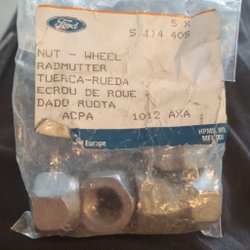 Ford
5 X
5 114 405
NUT - WHEEL
RADMUTTER
TUERCA-RUEDA
ECROU DE ROUE
DADO RUOTA
ACPA 1012 AXA
Europe